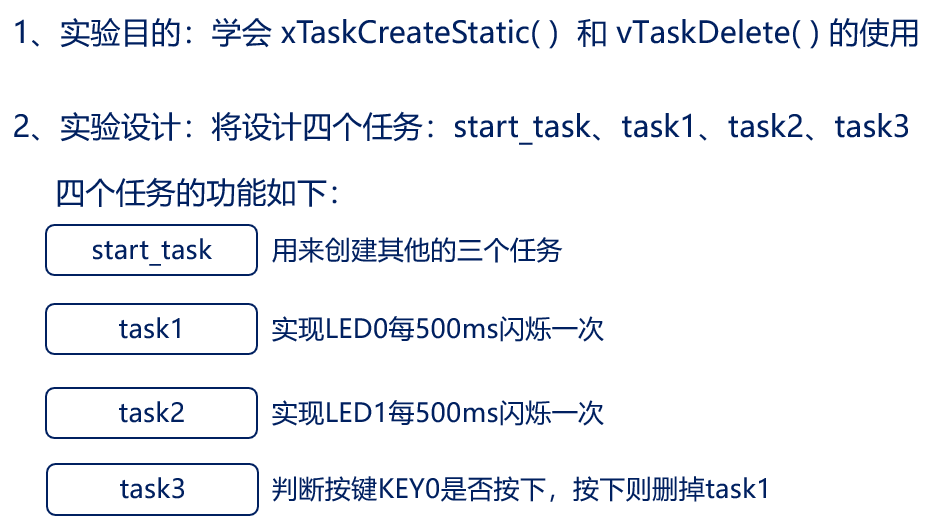 1、实验目的：学会 xTaskCreateStatic( ) 和 vTaskDelete( ) 的使用
2、实验设计：将设计四个任务：start_task、task1、task2、task3
四个任务的功能如下：
start_task 用来创建其他的三个任务
task1 实现LED0每500ms闪烁一次
task2 实现LED1每500ms闪烁一次
task3 判断按键KEY0是否按下，按下则删掉task1